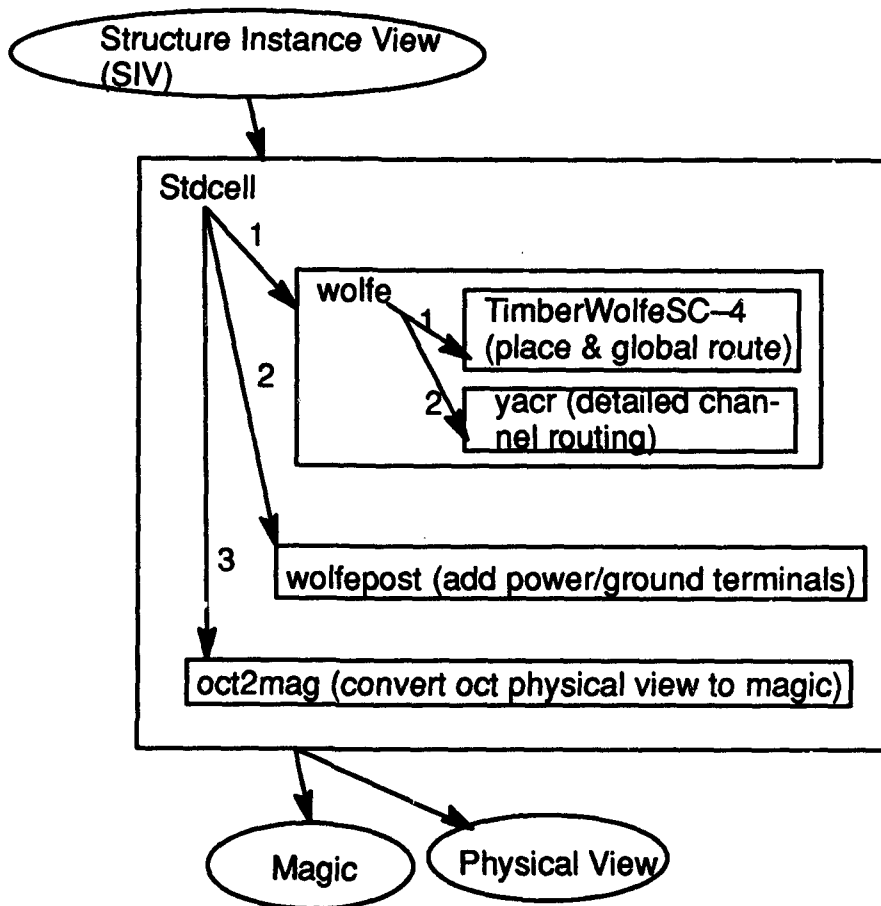 Structure Instance View
(SIV)
Stdcell
1
wolfe
1
TimberWolfeSC–4
(place & global route)
2
2
yacr (detailed chan-
nel routing)
3
wolfepost (add power/ground terminals)
oct2mag (convert oct physical view to magic)
Magic
Physical View